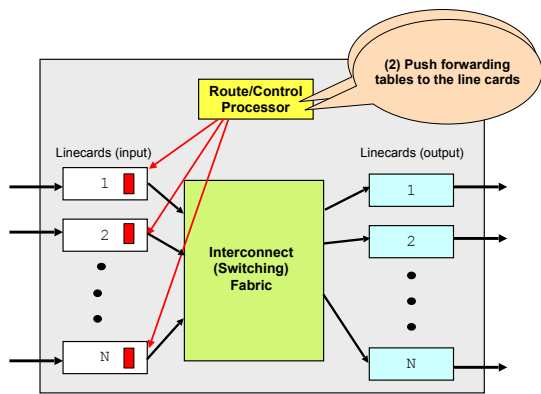 (2) Push forwarding
tables to the line cards
Route/Control
Processor
Linecards (input)
Linecards (output)
1
1
2
2
Interconnect
(Switching)
Fabric
N
N